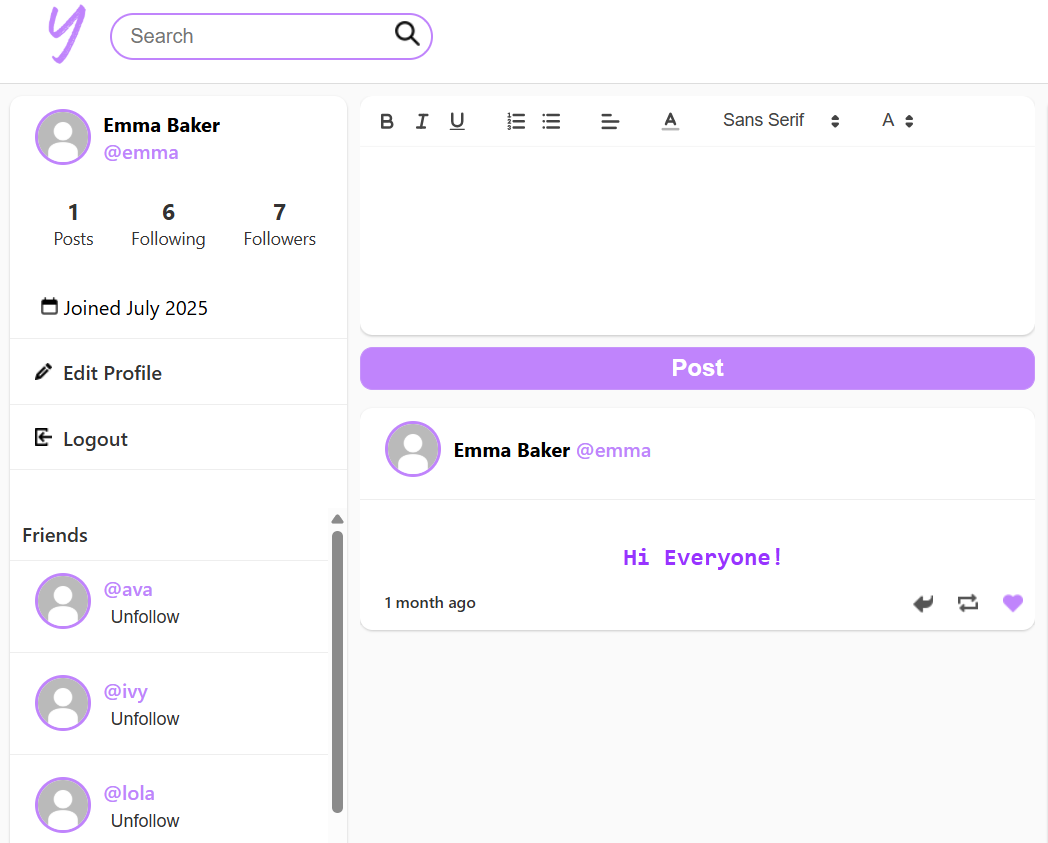 y
Search
Emma Baker
@emma
1 6 7
Posts Following Followers
Joined July 2025
Edit Profile
Logout
Friends
@ava
Unfollow
@ivy
Unfollow
@lola
Unfollow
B I U A Sans Serif A
Post
Emma Baker @emma
Hi Everyone!
1 month ago